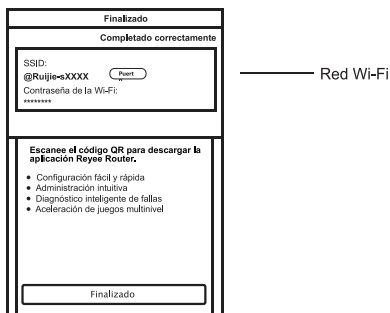 Finalizado
Completado correctamente
SSID:
@Ruijie-sXXXX
Puert
Contraseña de la Wi-Fi:
********
Red Wi-Fi
Escanee el código QR para descargar la
aplicación Reyee Router.
• Configuración fácil y rápida
• Administración intuitiva
• Diagnóstico inteligente de fallas
• Aceleración de juegos multinivel
Finalizado